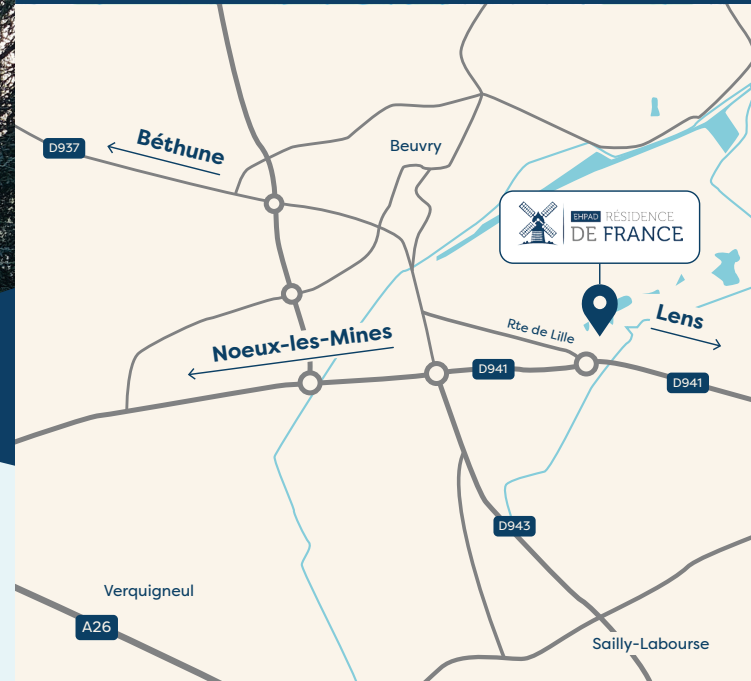 D937
Béthune
Beuvry
EHPAD RÉSIDENCE
DE FRANCE
Rte de Lille
Lens
Noeux-les-Mines
D941
D941
D943
Verquigneul
A26
Sailly-Labourse